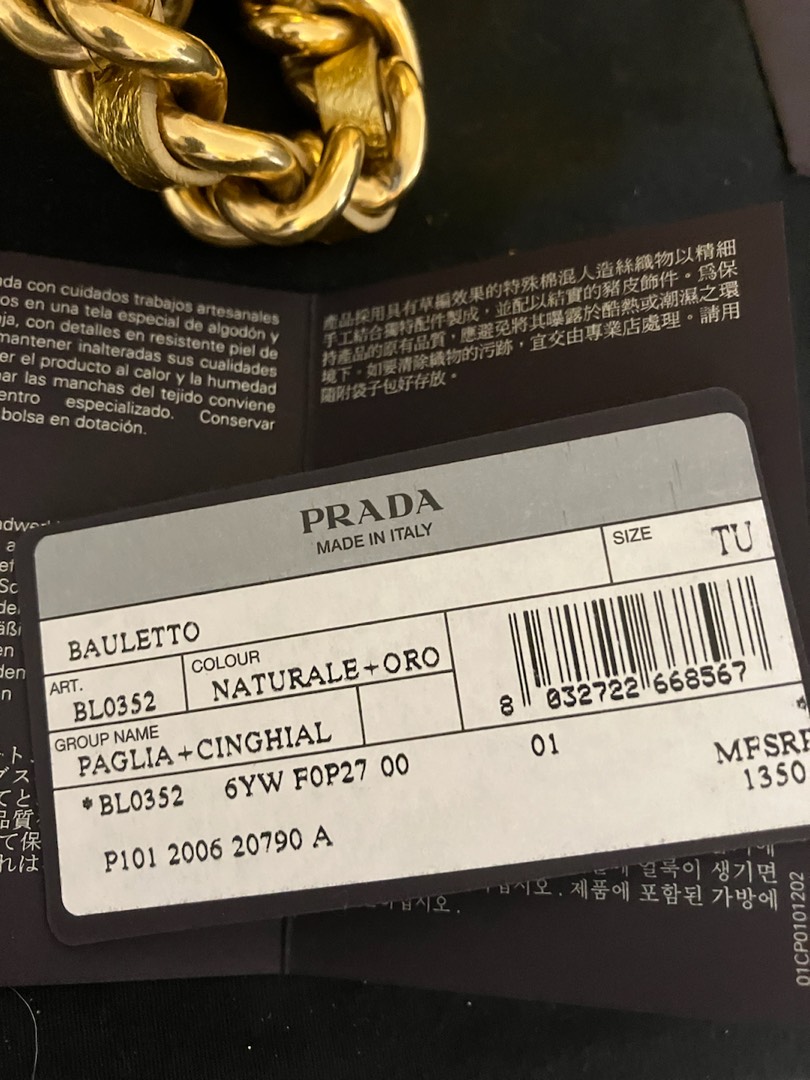 da con cuidados trabajos artesanales
os en una tela especial de algodón y
ja, con detalles en resistente piel de
mantener inalteradas sus cualidades
er el producto al calor y la humedad
ar las manchas del tejido conviene
entro especializado. Conservar
bolsa en dotación.
產品採用具有草編效果的特殊棉混人造絲織物以精細
手工結合獨特配件製成，並配以結實的豬皮飾件。爲保
持產品的原有品質，應避免將其曝露於酷熱或潮濕之環
境下。如要清除織物的污跡，宜交由專業店處理。請用
隨附袋子包好存放。
PRADA
MADE IN ITALY
SIZE
TU
BAULETTO
ART.
BL0352
COLOUR
NATURALE+ORO
8 032722 668567
GROUP NAME
PAGLIA+CINGHIAL
*BL0352 6YW F0P27 00 01
MFSRP
1350
P101 2006 20790 A
얼룩이 생기면
제품에 포함된 가방에
01CP0101202